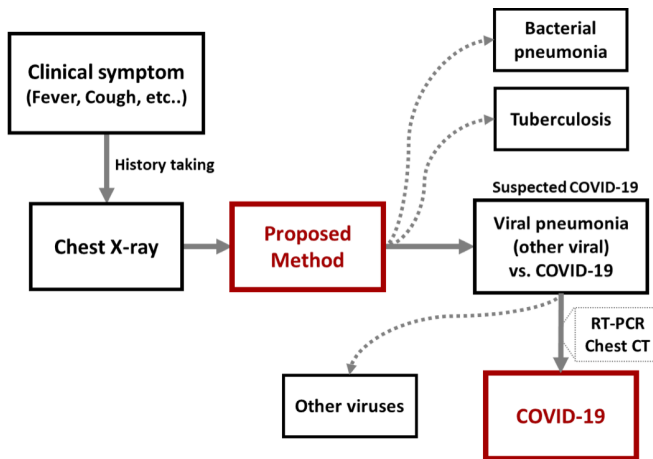 Clinical symptom
(Fever, Cough, etc..)
History taking
Chest X-ray
Proposed
Method
Bacterial
pneumonia
Tuberculosis
Suspected COVID-19
Viral pneumonia
(other viral)
vs. COVID-19
RT-PCR
Chest CT
Other viruses
COVID-19